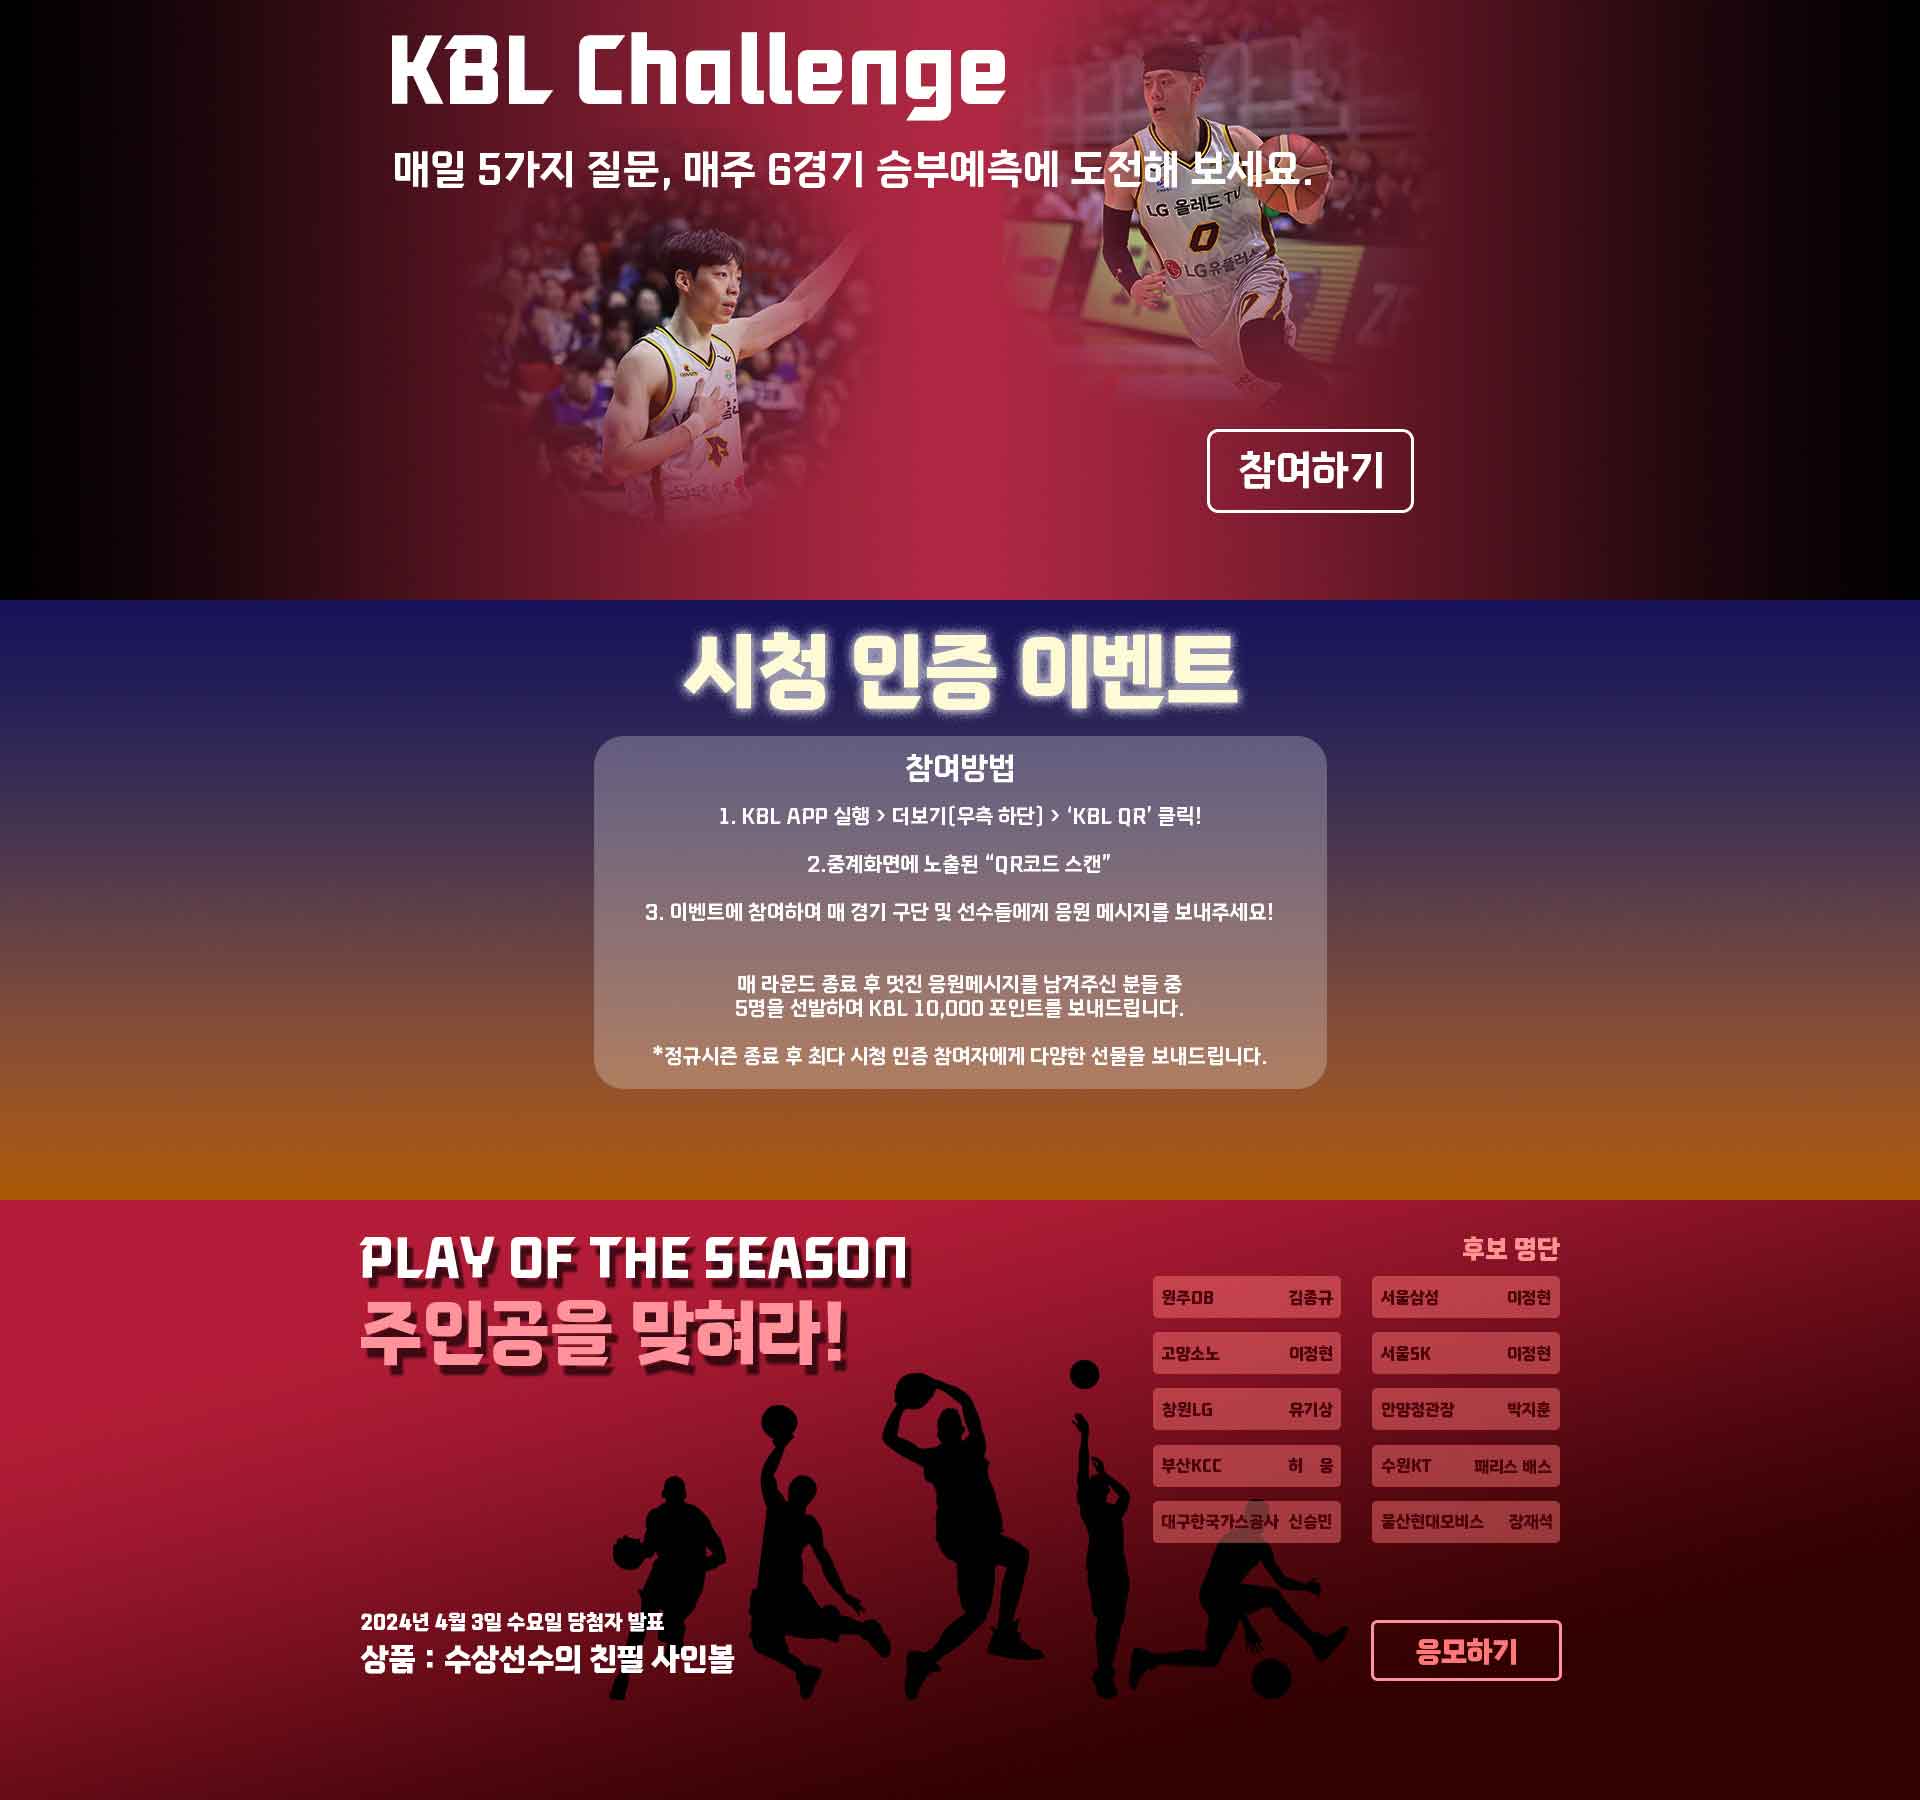 KBL Challenge
매일 5가지 질문, 매주 6경기 승부예측에 도전해 보세요.
LG 올레드 TV
0
LG 유플러스
참여하기
시청 인증 이벤트
참여방법
1. KBL APP 실행 > 더보기(우측 하단) > ‘KBL QR’ 클릭!
2.중계화면에 노출된 “QR코드 스캔”
3. 이벤트에 참여하여 매 경기 구단 및 선수들에게 응원 메시지를 보내주세요!
매 라운드 종료 후 멋진 응원메시지를 남겨주신 분들 중
5명을 선발하여 KBL 10,000 포인트를 보내드립니다.
*정규시즌 종료 후 최다 시청 인증 참여자에게 다양한 선물을 보내드립니다.
PLAY OF THE SEASON
주인공을 맞혀라!
후보 명단
원주DB 김종규
서울삼성 이정현
고양소노 이정현
서울SK 이정현
창원LG 유기상
안양정관장 박지훈
부산KCC 허 웅
수원KT 패리스 배스
대구한국가스공사 신승민
울산현대모비스 장재석
2024년 4월 3일 수요일 당첨자 발표
상품 : 수상선수의 친필 사인볼
응모하기